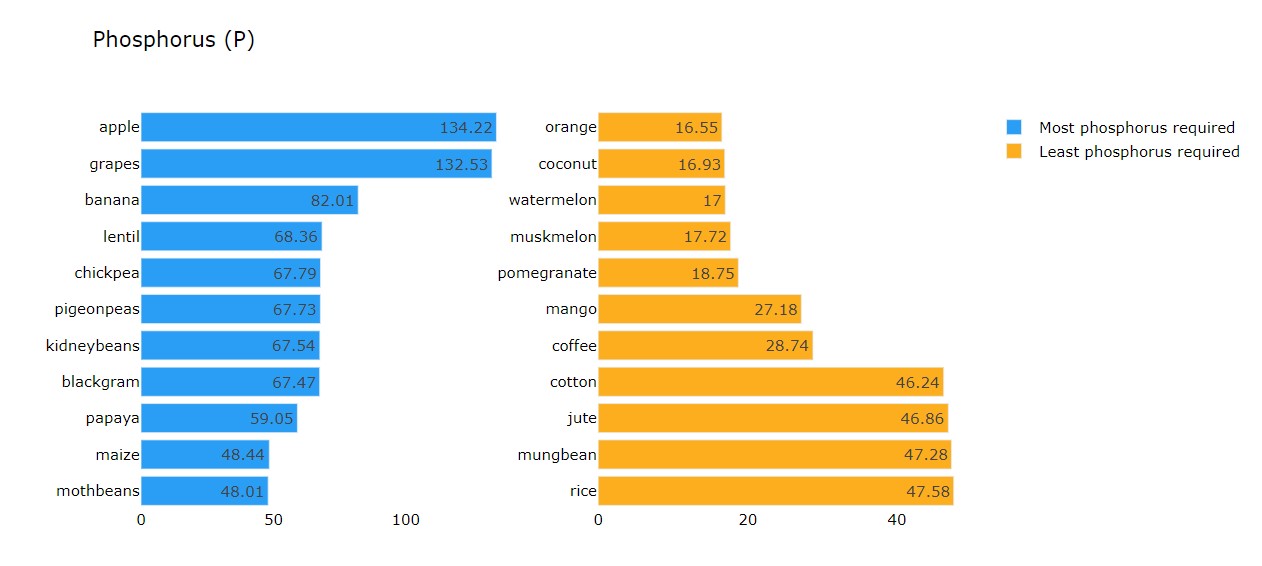 Phosphorus (P)
apple 134.22
grapes 132.53
banana 82.01
lentil 68.36
chickpea 67.79
pigeonpeas 67.73
kidneybeans 67.54
blackgram 67.47
papaya 59.05
maize 48.44
mothbeans 48.01
0 50 100
orange 16.55
coconut 16.93
watermelon 17
muskmelon 17.72
pomegranate 18.75
mango 27.18
coffee 28.74
cotton 46.24
jute 46.86
mungbean 47.28
rice 47.58
0 20 40
Most phosphorus required
Least phosphorus required